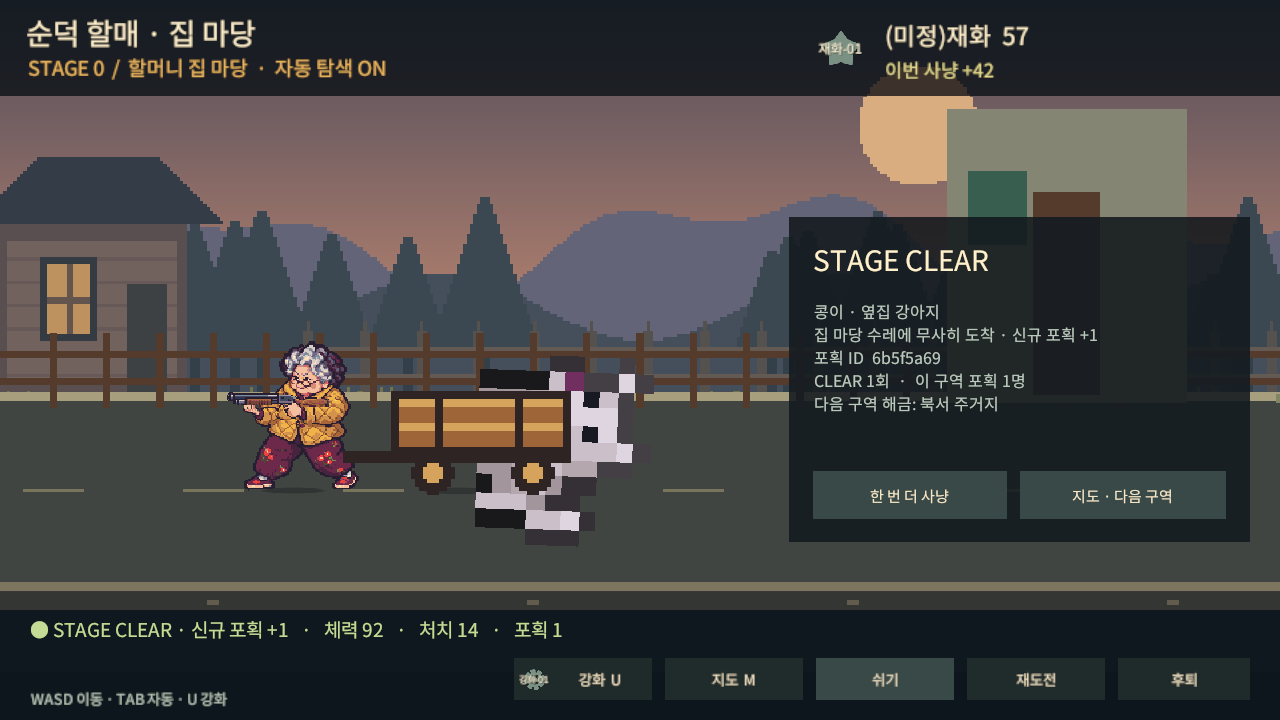 순덕 할매 · 집 마당
STAGE 0 / 할머니 집 마당 · 자동 탐색 ON
재화-01
(미정)재화 57
이번 사냥 +42
STAGE CLEAR
콩이 · 옆집 강아지
집 마당 수레에 무사히 도착 · 신규 포획 +1
포획 ID 6b5f5a69
CLEAR 1회 · 이 구역 포획 1명
다음 구역 해금: 북서 주거지
한 번 더 사냥
지도 · 다음 구역
STAGE CLEAR · 신규 포획 +1 · 체력 92 · 처치 14 · 포획 1
강화 U
지도 M
쉬기
재도전
후퇴
WASD 이동 · TAB 자동 · U 강화